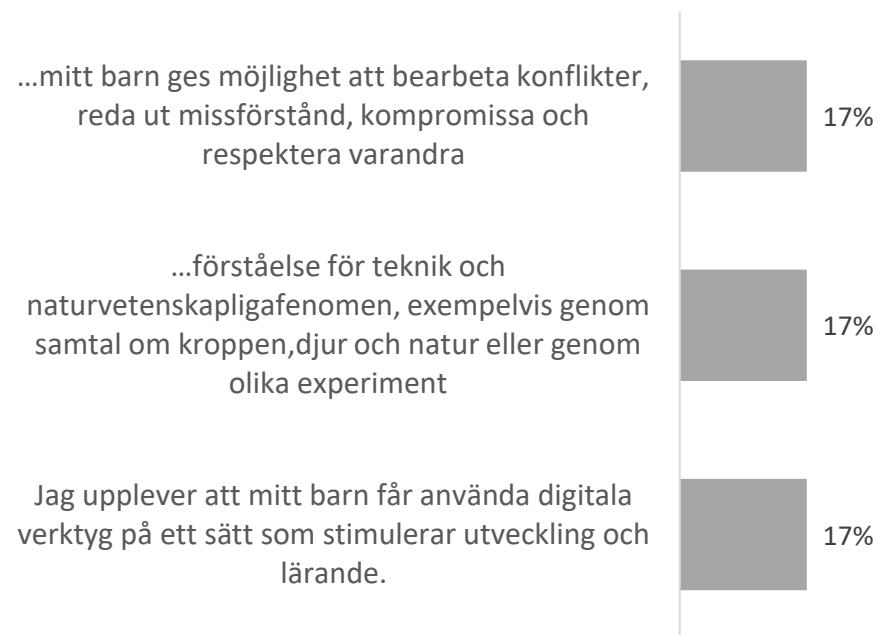 …mitt barn ges möjlighet att bearbeta konflikter,
reda ut missförstånd, kompromissa och
respektera varandra
17%
…förståelse för teknik och
naturvetenskapligafenomen, exempelvis genom
samtal om kroppen,djur och natur eller genom
olika experiment
17%
Jag upplever att mitt barn får använda digitala
verktyg på ett sätt som stimulerar utveckling och
lärande.
17%